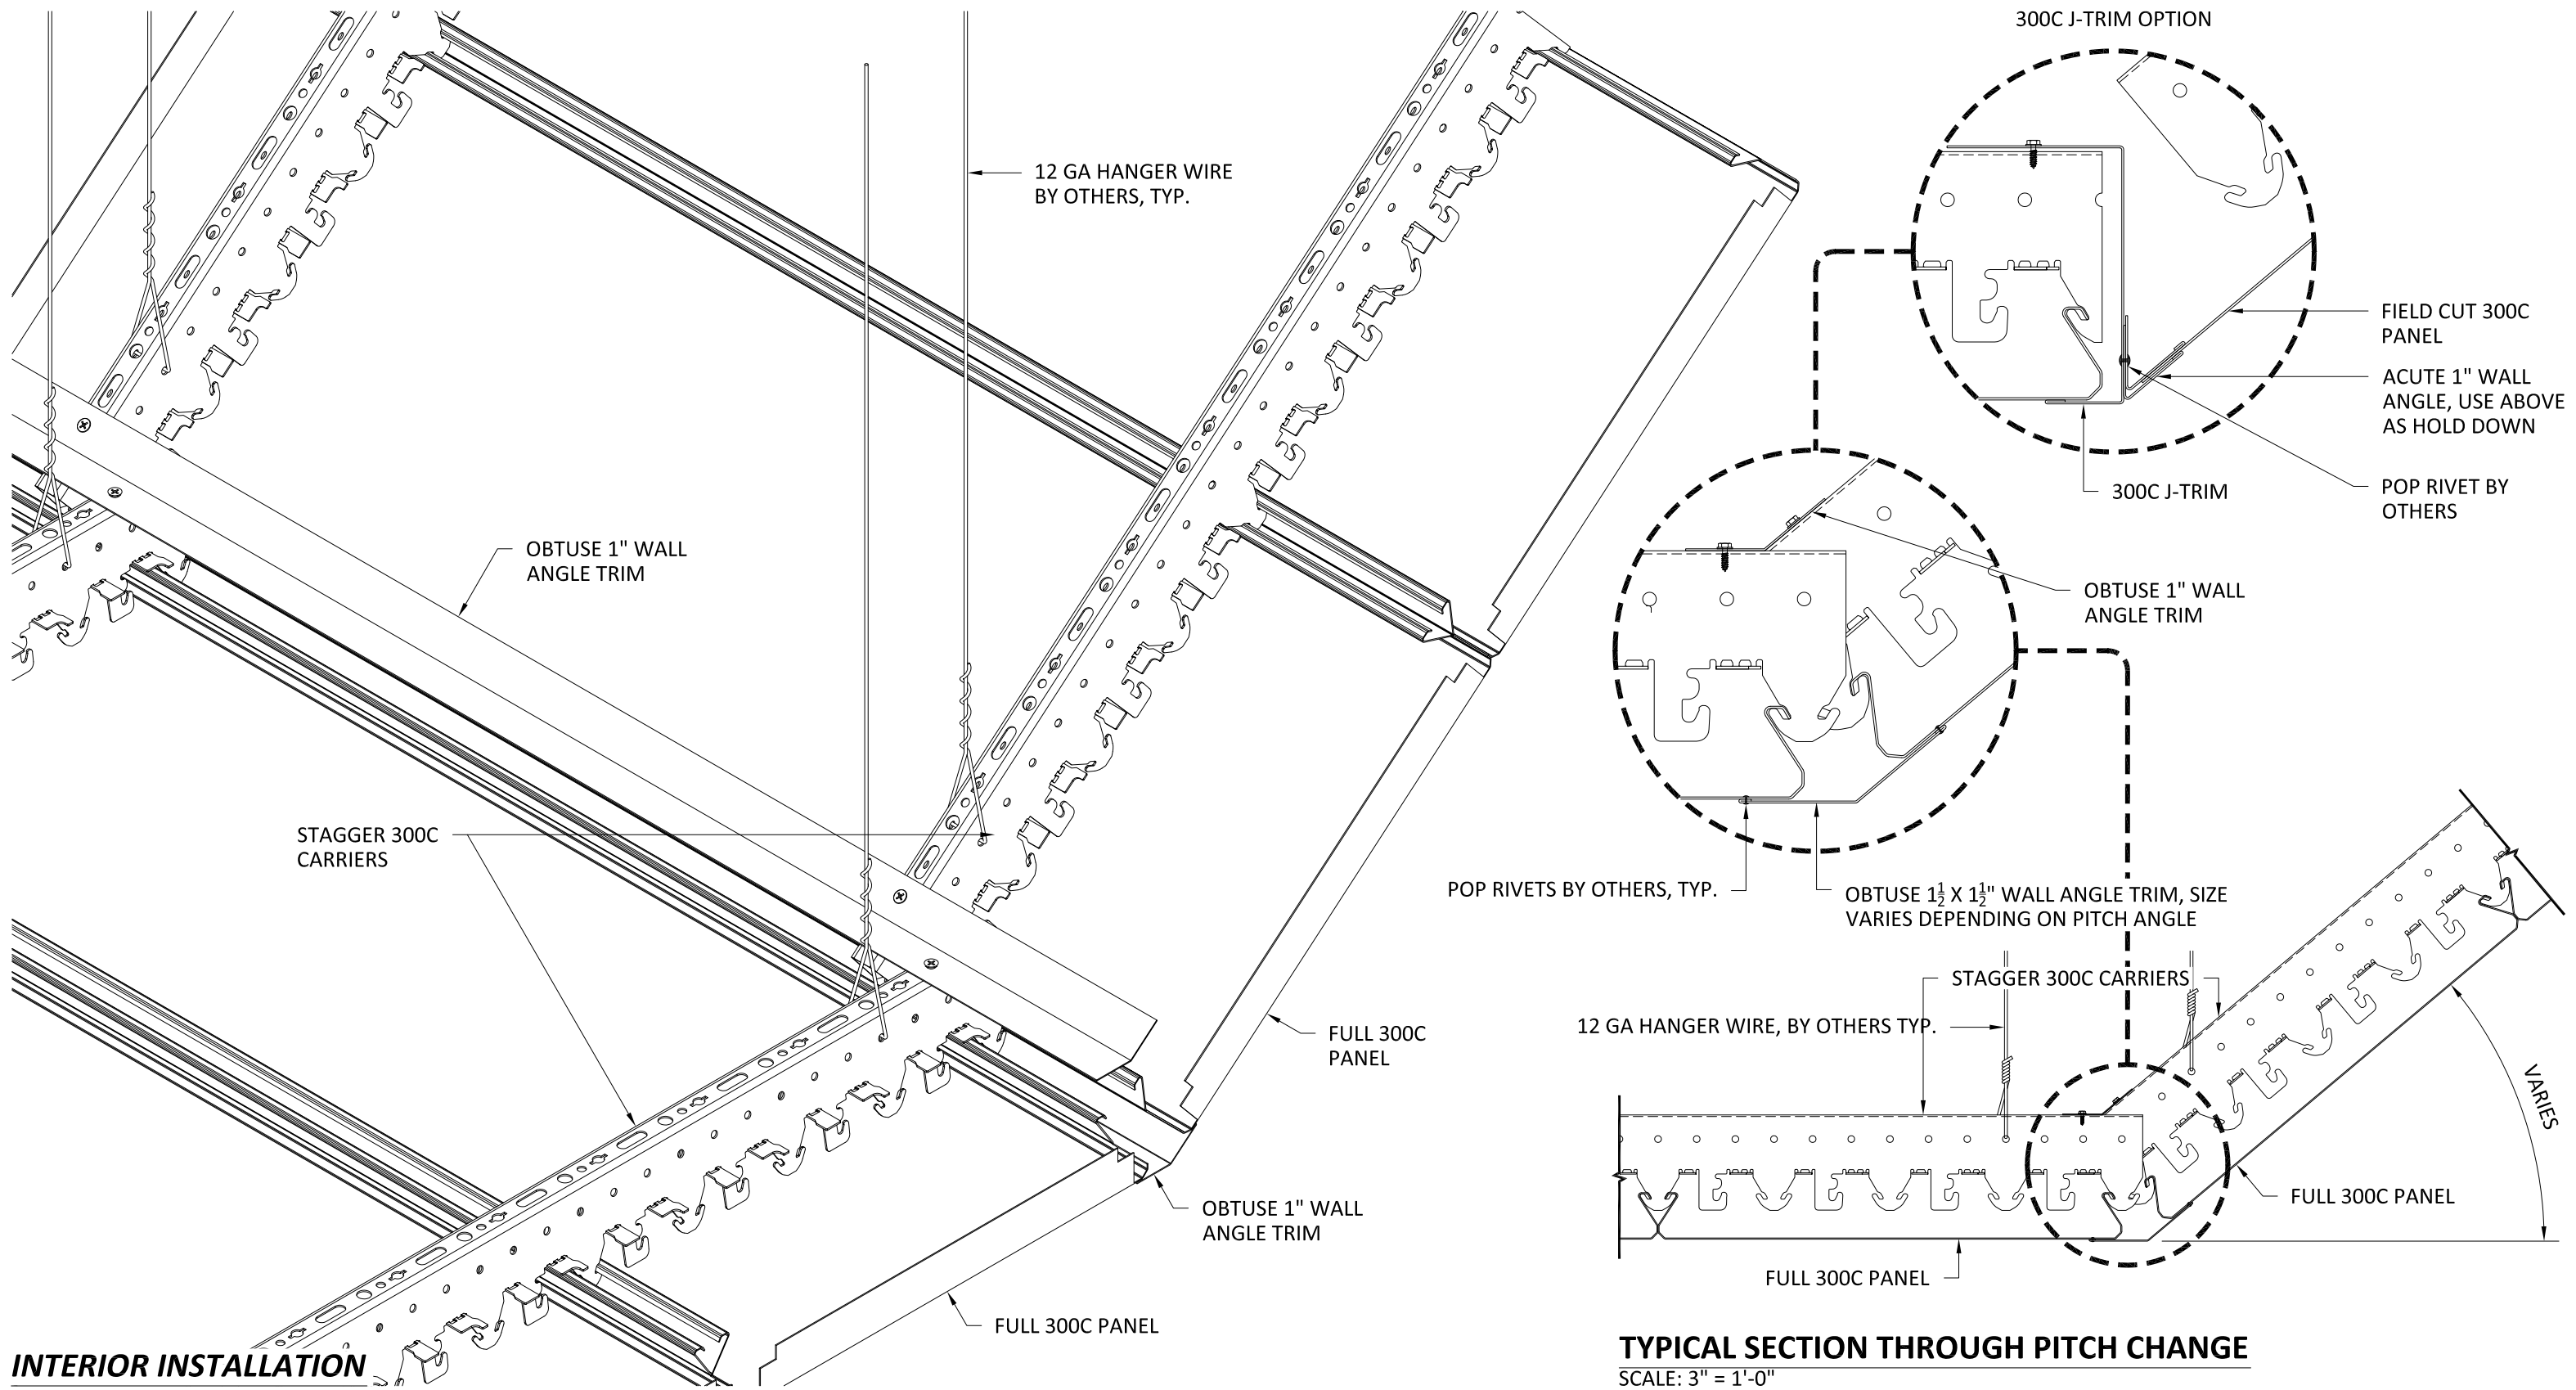 300C J-TRIM OPTION
12 GA HANGER WIRE
BY OTHERS, TYP.
FIELD CUT 300C
PANEL
ACUTE 1" WALL
ANGLE, USE ABOVE
AS HOLD DOWN
300C J-TRIM
POP RIVET BY
OTHERS
OBTUSE 1" WALL
ANGLE TRIM
OBTUSE 1" WALL
ANGLE TRIM
STAGGER 300C
CARRIERS
POP RIVETS BY OTHERS, TYP.
OBTUSE 1½ X 1½" WALL ANGLE TRIM, SIZE
VARIES DEPENDING ON PITCH ANGLE
STAGGER 300C CARRIERS
12 GA HANGER WIRE, BY OTHERS TYP.
FULL 300C
PANEL
VARIES
OBTUSE 1" WALL
ANGLE TRIM
FULL 300C PANEL
FULL 300C PANEL
FULL 300C PANEL
INTERIOR INSTALLATION
TYPICAL SECTION THROUGH PITCH CHANGE
SCALE: 3" = 1'-0"